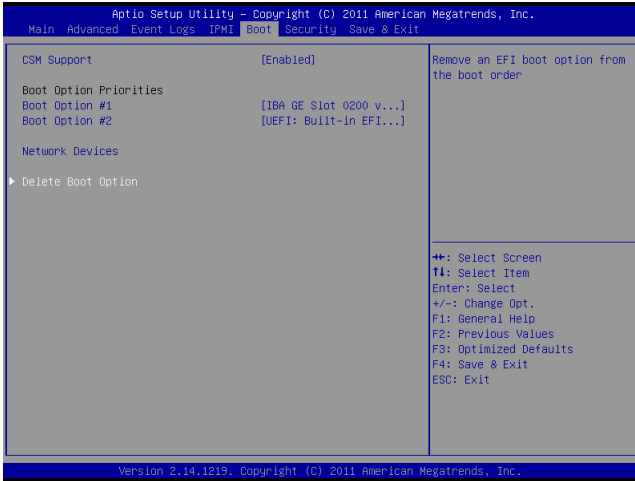 Aptio Setup Utility - Copyright (C) 2011 American Megatrends, Inc.
Main Advanced Event Logs IPMI Boot Security Save & Exit
CSM Support [Enabled]
Boot Option Priorities
Boot Option #1 [IBA GE Slot 0200 v...]
Boot Option #2 [UEFI: Built-in EFI...]
Network Devices
Delete Boot Option
Remove an EFI boot option from
the boot order
→←: Select Screen
↑↓: Select Item
Enter: Select
+/-: Change Opt.
F1: General Help
F2: Previous Values
F3: Optimized Defaults
F4: Save & Exit
ESC: Exit
Version 2.14.1219. Copyright (C) 2011 American Megatrends, Inc.